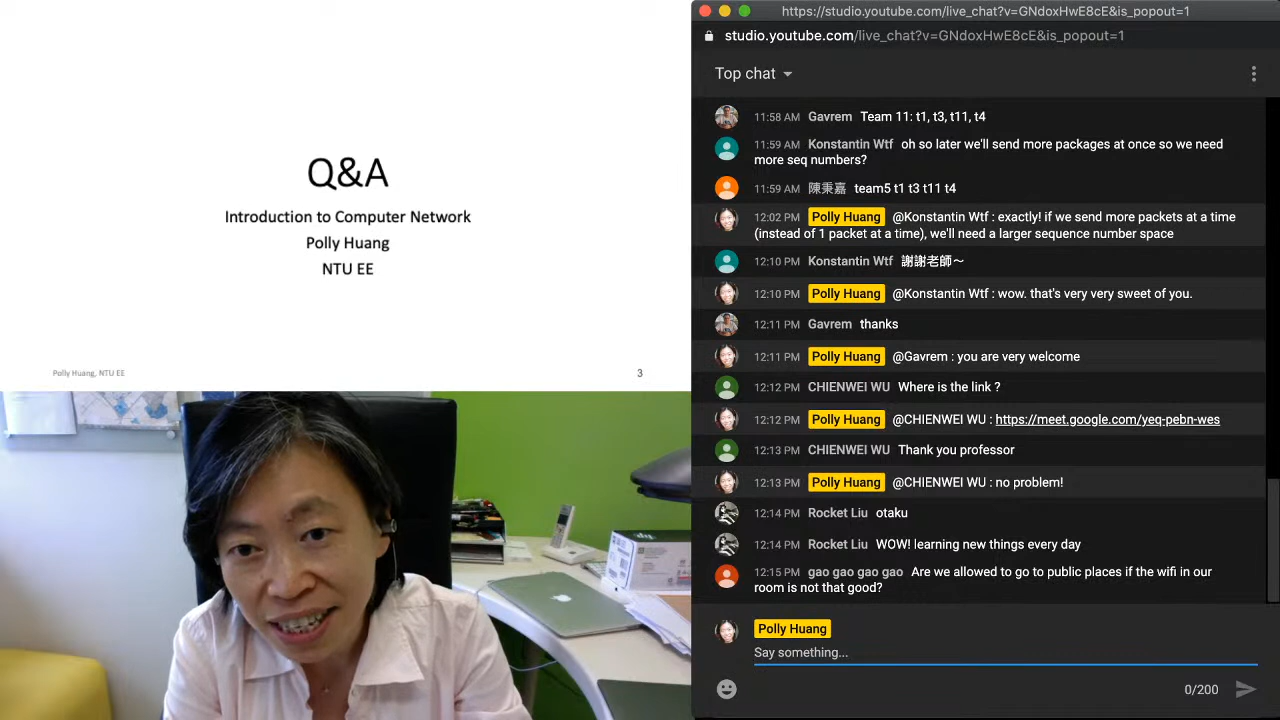 Q&A
Introduction to Computer Network
Polly Huang
NTU EE
Polly Huang, NTU EE
3
https://studio.youtube.com/live_chat?v=GNdoxHwE8cE&is_popout=1
studio.youtube.com/live_chat?v=GNdoxHwE8cE&is_popout=1
Top chat
11:58 AM Gavrem Team 11: t1, t3, t11, t4
11:59 AM Konstantin Wtf oh so later we'll send more packages at once so we need
more seq numbers?
11:59 AM 陳秉嘉 team5 t1 t3 t11 t4
12:02 PM Polly Huang @Konstantin Wtf : exactly! if we send more packets at a time
(instead of 1 packet at a time), we'll need a larger sequence number space
12:10 PM Konstantin Wtf 謝謝老師～
12:10 PM Polly Huang @Konstantin Wtf : wow. that's very very sweet of you.
12:11 PM Gavrem thanks
12:11 PM Polly Huang @Gavrem : you are very welcome
12:12 PM CHIENWEI WU Where is the link ?
12:12 PM Polly Huang @CHIENWEI WU : https://meet.google.com/yeq-pebn-wes
12:13 PM CHIENWEI WU Thank you professor
12:13 PM Polly Huang @CHIENWEI WU : no problem!
12:14 PM Rocket Liu otaku
12:14 PM Rocket Liu WOW! learning new things every day
12:15 PM gao gao gao gao Are we allowed to go to public places if the wifi in our
room is not that good?
Polly Huang
Say something...
0/200